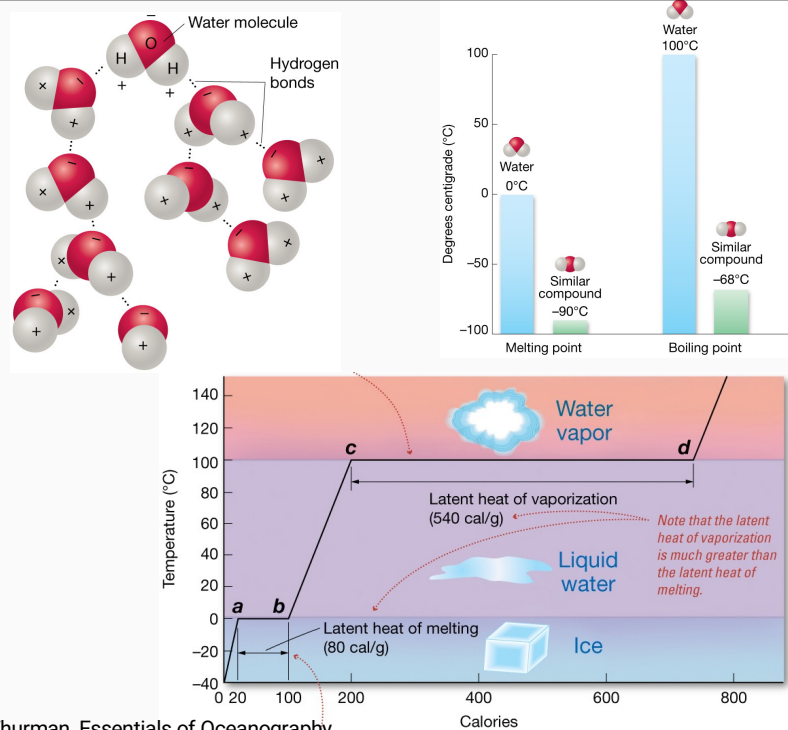 Water molecule
O
H
H
+
+
Hydrogen
bonds
Degrees centigrade (°C)
100
50
0
−50
−100
Water
0°C
Similar
compound
−90°C
Melting point
Water
100°C
Similar
compound
−68°C
Boiling point
Temperature (°C)
140
120
100
80
60
40
20
0
−20
−40
Water
vapor
c
d
Latent heat of vaporization
(540 cal/g)
Note that the latent
heat of vaporization
is much greater than
the latent heat of
melting.
Liquid
water
a
b
Latent heat of melting
(80 cal/g)
Ice
0 20 100 200 400 600 800
Calories
hurman, Essentials of Oceanography